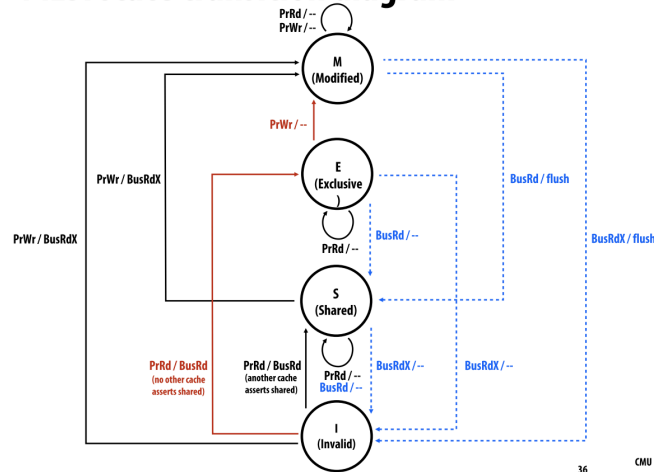 PrRd / --
PrWr / --
M
(Modified)
PrWr / --
E
(Exclusive
)
PrWr / BusRdX
BusRd / flush
PrRd / --
BusRd / --
PrWr / BusRdX
BusRdX / flush
S
(Shared)
PrRd / BusRd
(no other cache
asserts shared)
PrRd / BusRd
(another cache
asserts shared)
PrRd / --
BusRd / --
BusRdX / --
BusRdX / --
I
(Invalid)
CMU
36